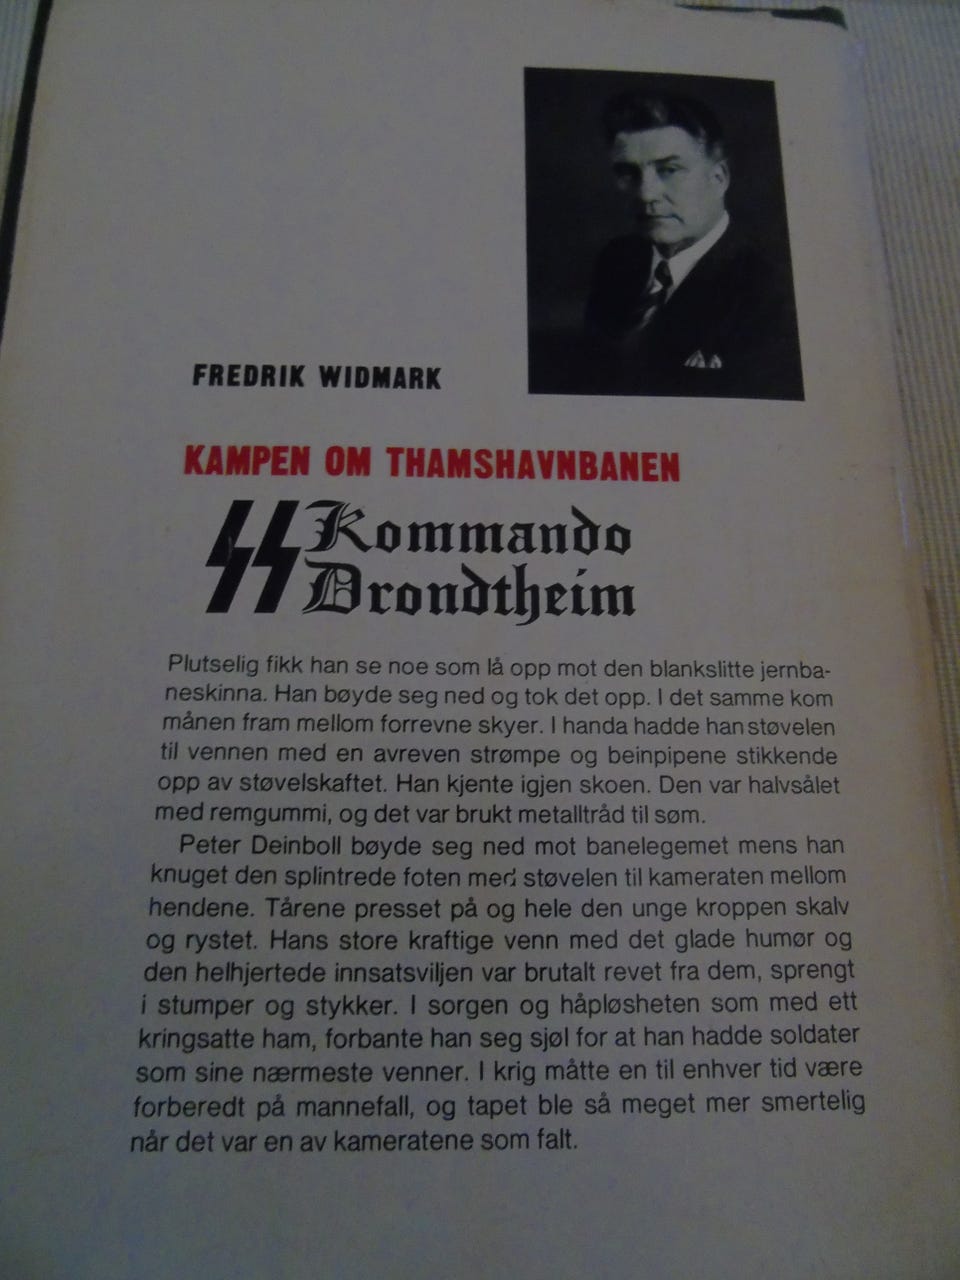 FREDRIK WIDMARK
KAMPEN OM THAMSHAVNBANEN
SS Kommando
Drondtheim
Plutselig fikk han se noe som lå opp mot den blankslitte jernba-
neskinna. Han bøyde seg ned og tok det opp. I det samme kom
månen fram mellom forrevne skyer. I handa hadde han støvelen
til vennen med en avreven strømpe og beinpipene stikkende
opp av støvelskaftet. Han kjente igjen skoen. Den var halvsålet
med remgummi, og det var brukt metalltråd til søm.
Peter Deinboll bøyde seg ned mot banelegemet mens han
knuget den splintrede foten med støvelen til kameraten mellom
hendene. Tårene presset på og hele den unge kroppen skalv
og rystet. Hans store kraftige venn med det glade humør og
den helhjertede innsatsviljen var brutalt revet fra dem, sprengt
i stumper og stykker. I sorgen og håpløsheten som med ett
kringsatte ham, forbante han seg sjøl for at han hadde soldater
som sine nærmeste venner. I krig måtte en til enhver tid være
forberedt på mannefall, og tapet ble så meget mer smertelig
når det var en av kameratene som falt.